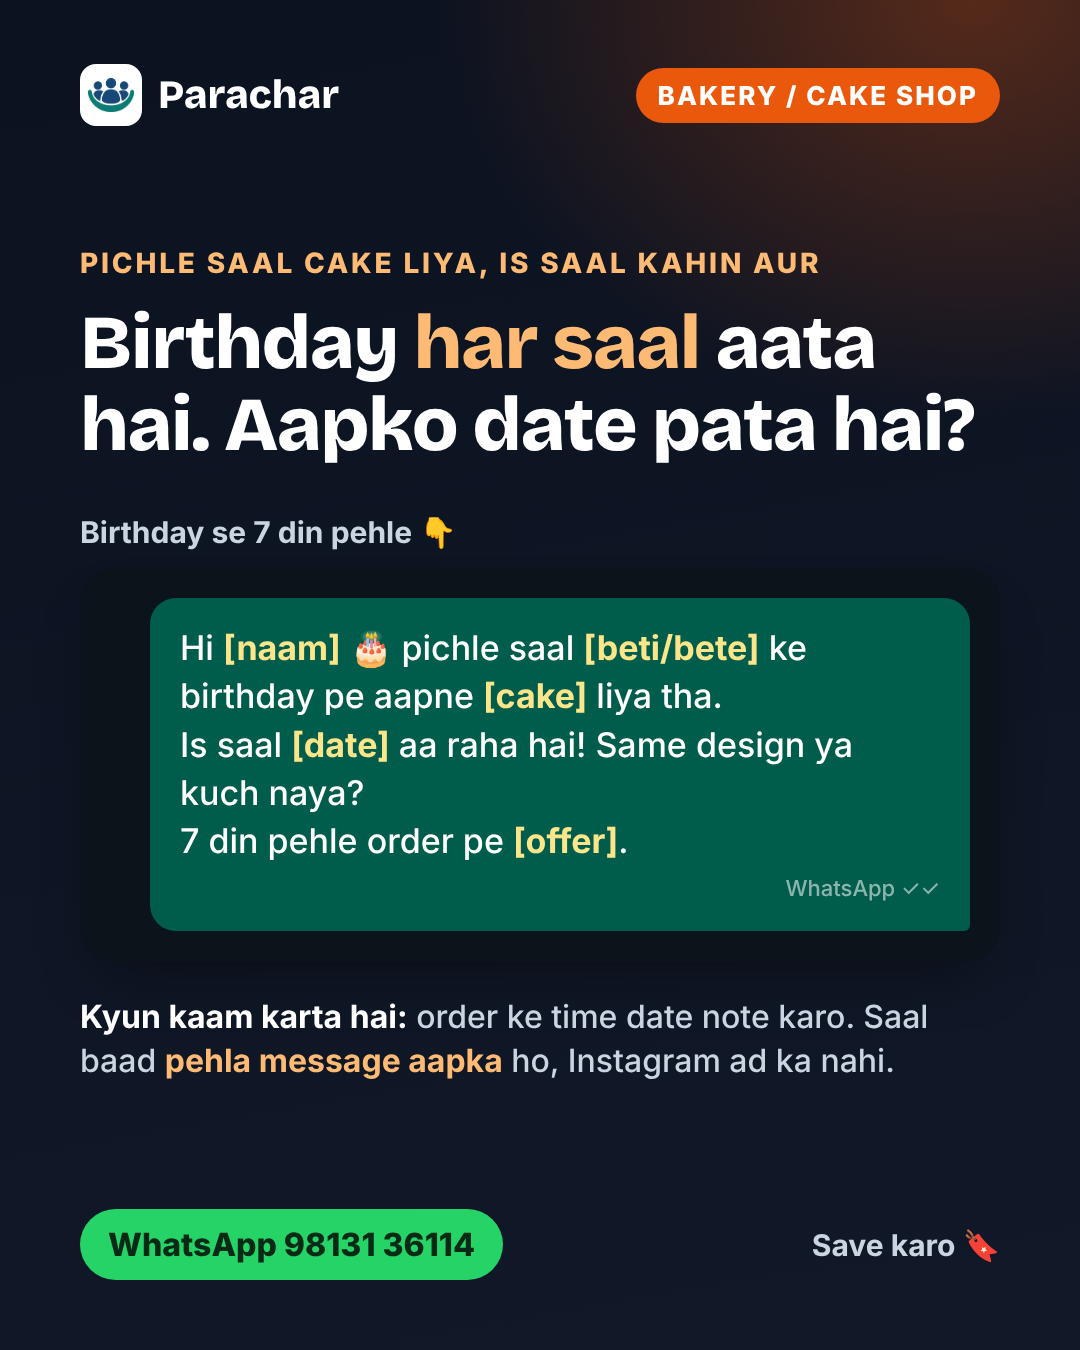 Parachar
BAKERY / CAKE SHOP
PICHLE SAAL CAKE LIYA, IS SAAL KAHIN AUR
Birthday har saal aata
hai. Aapko date pata hai?
Birthday se 7 din pehle 👇
Hi [naam] 🎂 pichle saal [beti/bete] ke
birthday pe aapne [cake] liya tha.
Is saal [date] aa raha hai! Same design ya
kuch naya?
7 din pehle order pe [offer].
WhatsApp ✓✓
Kyun kaam karta hai: order ke time date note karo. Saal
baad pehla message aapka ho, Instagram ad ka nahi.
WhatsApp 98131 36114
Save karo 🔖